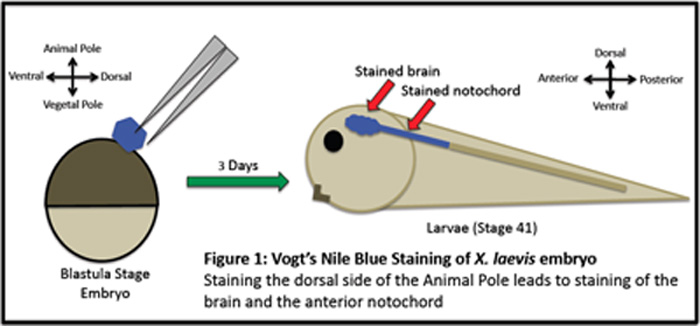 Animal Pole
Ventral Dorsal
Vegetal Pole
Blastula Stage
Embryo
3 Days
Stained brain
Stained notochord
Dorsal
Anterior Posterior
Ventral
Larvae (Stage 41)
Figure 1: Vogt's Nile Blue Staining of X. laevis embryo
Staining the dorsal side of the Animal Pole leads to staining of the
brain and the anterior notochord